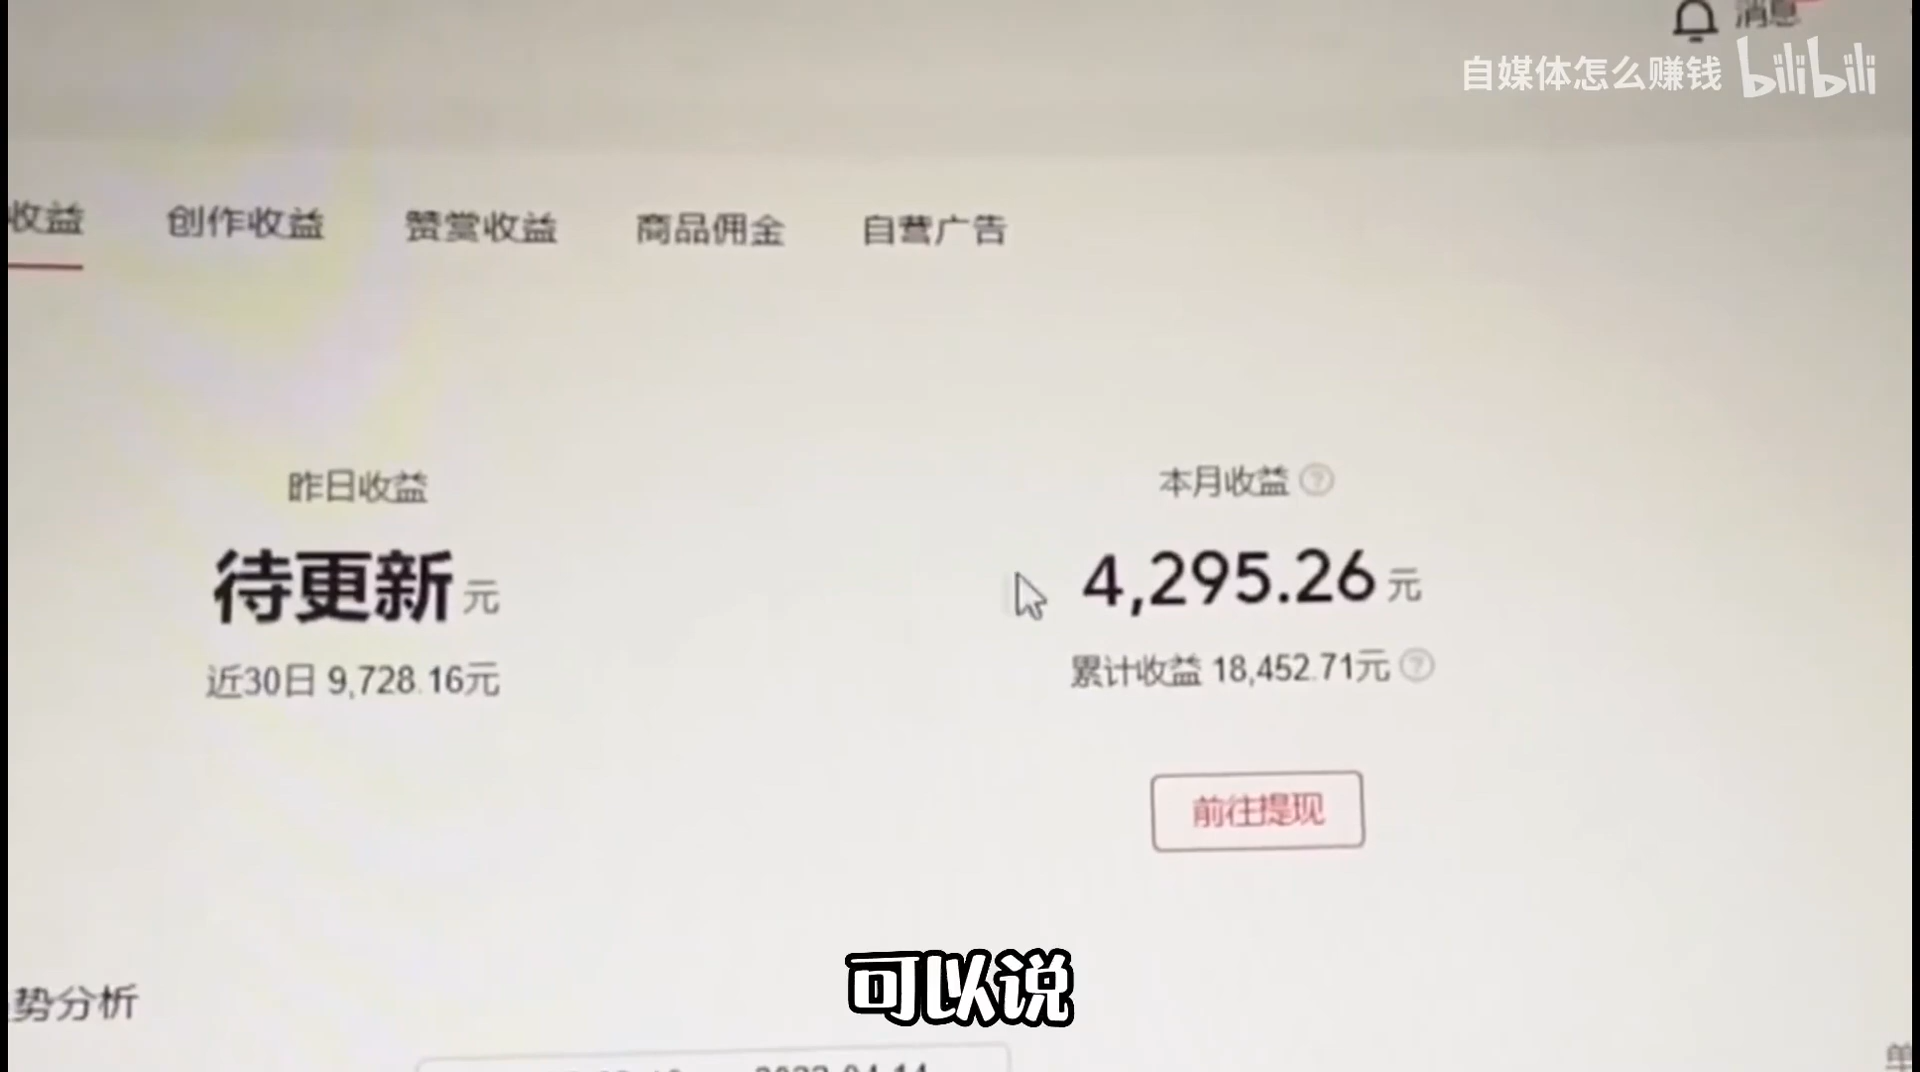 消息
自媒体怎么赚钱 bilibili
收益 创作收益 赞赏收益 商品佣金 自营广告
昨日收益
待更新 元
近30日 9,728.16元
本月收益 ?
4,295.26 元
累计收益 18,452.71元 ?
前往提现
势分析
可以说